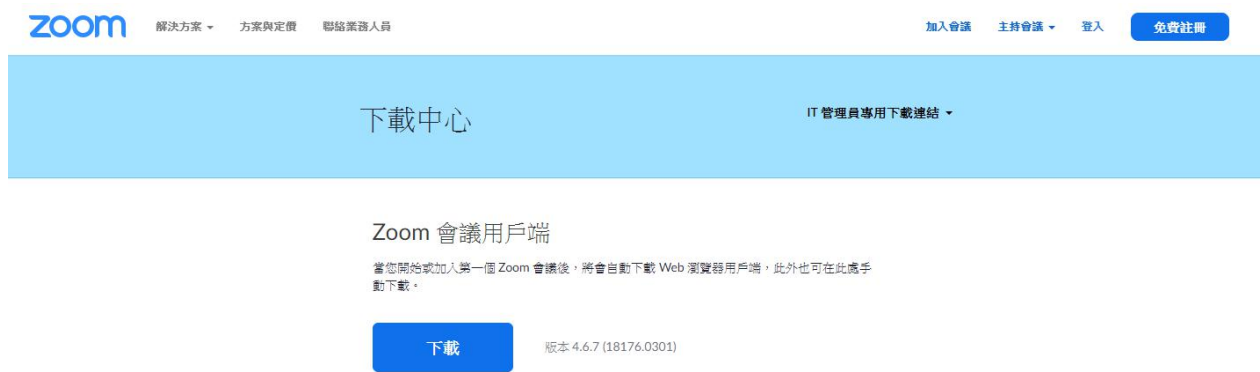 zoom 解決方案 方案與定價 聯絡業務人員 加入會議 主持會議 登入 免費註冊
下載中心 IT 管理員專用下載連結
Zoom 會議用戶端
當您開始或加入第一個 Zoom 會議後，將會自動下載 Web 瀏覽器用戶端，此外也可在此處手
動下載。
下載 版本 4.6.7 (18176.0301)